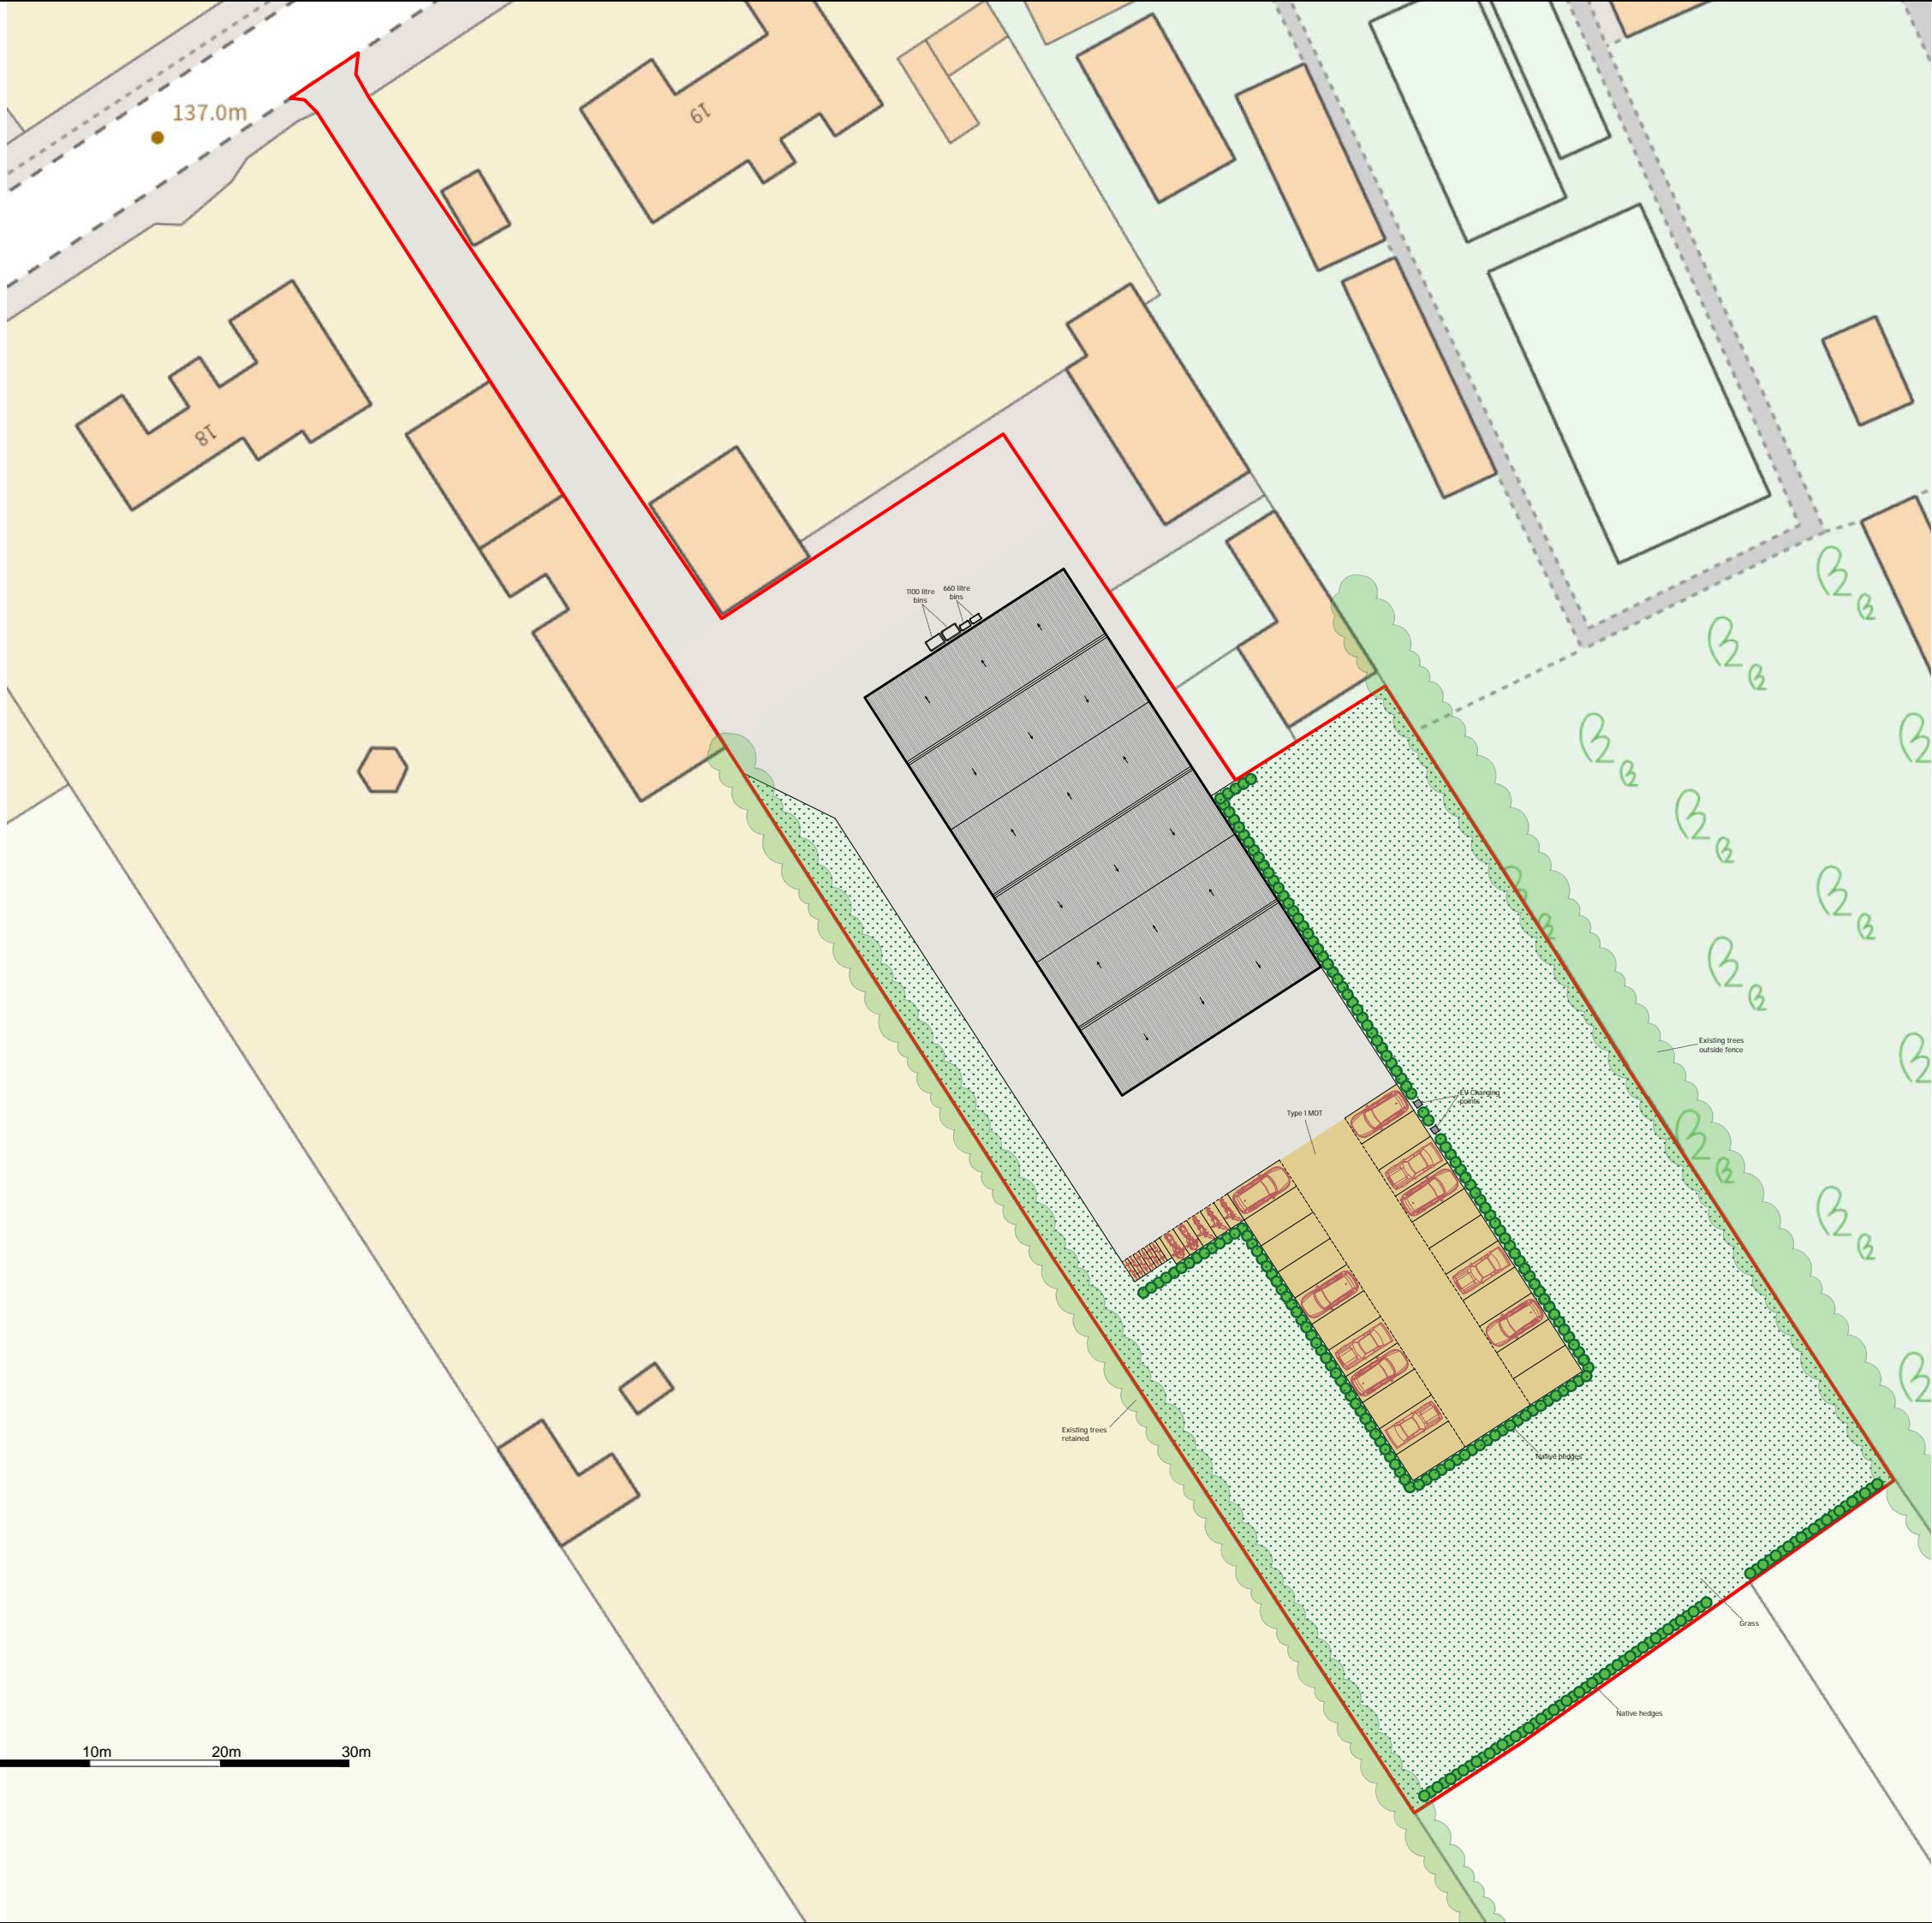 137.0m
19
18
1100 litre
bins
660 litre
bins
Existing trees
outside fence
EV Charging
points
Type 1 MOT
Existing trees
retained
Native hedges
Grass
Native hedges
10m
20m
30m